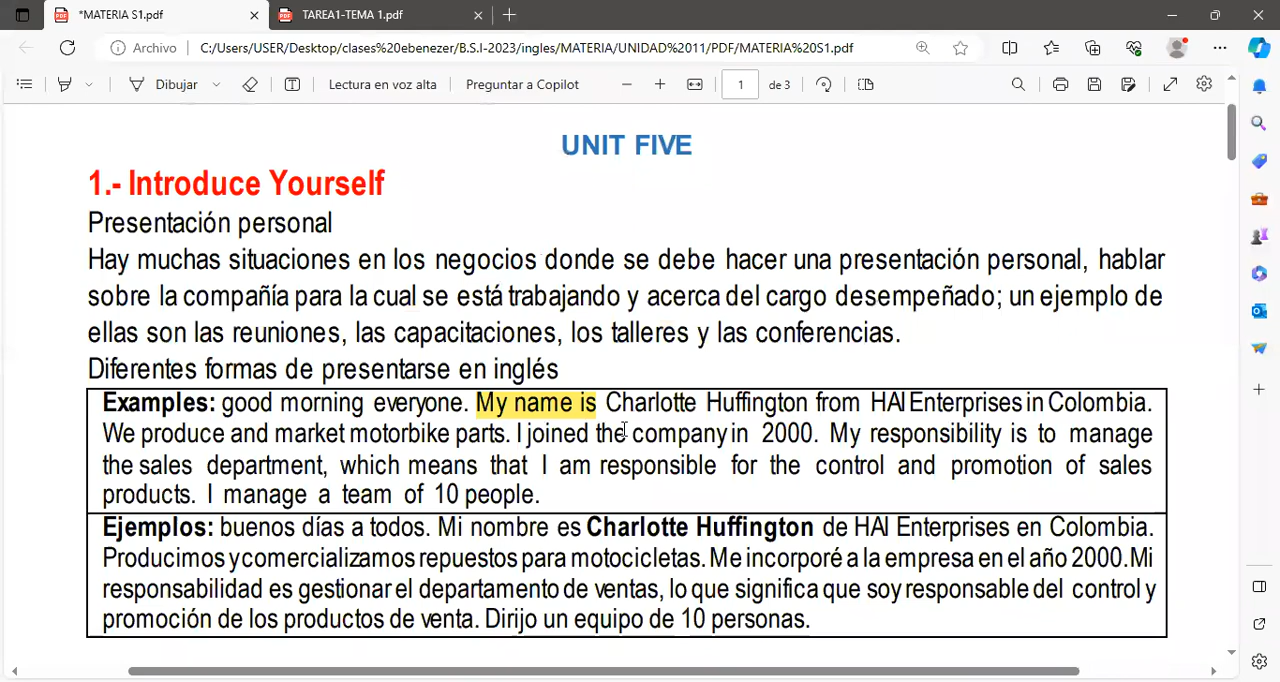 *MATERIA S1.pdf
TAREA1-TEMA 1.pdf
Archivo
C:/Users/USER/Desktop/clases%20ebenezer/B.S.I-2023/ingles/MATERIA/UNIDAD%2011/PDF/MATERIA%20S1.pdf
Dibujar
Lectura en voz alta
Preguntar a Copilot
1
de 3
UNIT FIVE
1.- Introduce Yourself
Presentación personal
Hay muchas situaciones en los negocios donde se debe hacer una presentación personal, hablar
sobre la compañía para la cual se está trabajando y acerca del cargo desempeñado; un ejemplo de
ellas son las reuniones, las capacitaciones, los talleres y las conferencias.
Diferentes formas de presentarse en inglés
Examples: good morning everyone. My name is Charlotte Huffington from HAI Enterprises in Colombia.
We produce and market motorbike parts. I joined the company in 2000. My responsibility is to manage
the sales department, which means that I am responsible for the control and promotion of sales
products. I manage a team of 10 people.
Ejemplos: buenos días a todos. Mi nombre es Charlotte Huffington de HAI Enterprises en Colombia.
Producimos y comercializamos repuestos para motocicletas. Me incorporé a la empresa en el año 2000. Mi
responsabilidad es gestionar el departamento de ventas, lo que significa que soy responsable del control y
promoción de los productos de venta. Dirijo un equipo de 10 personas.